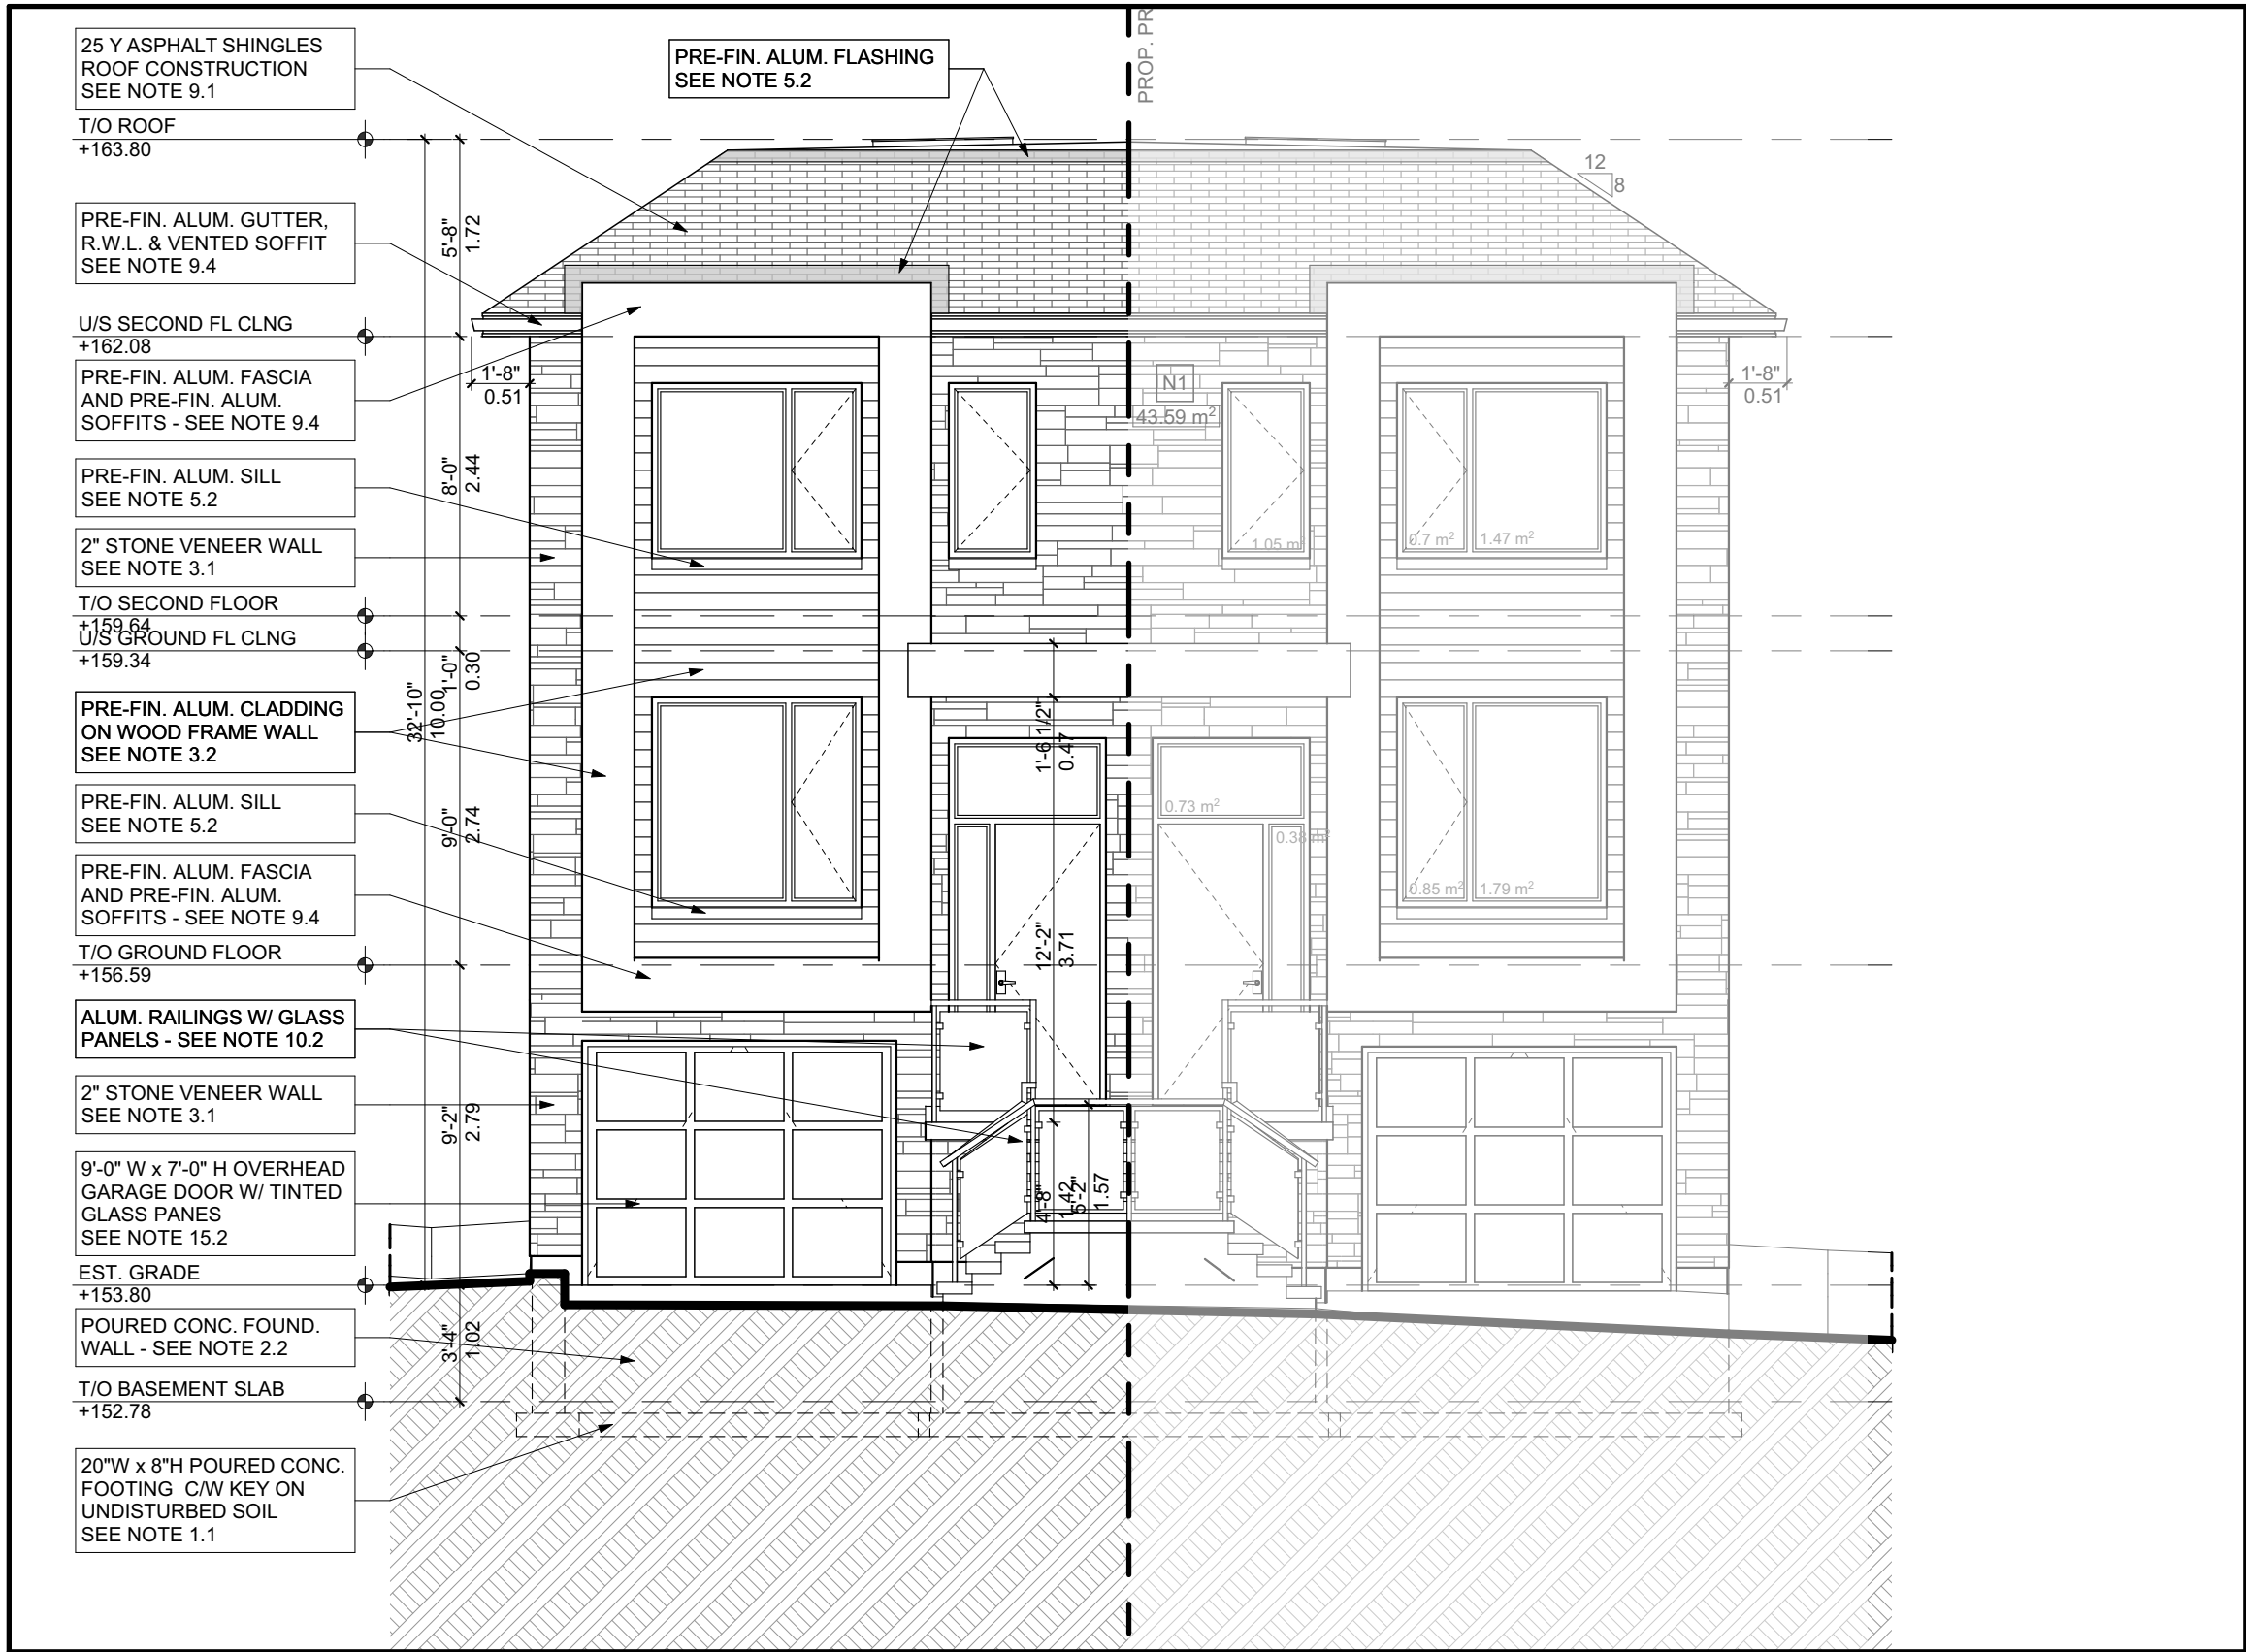 25 Y ASPHALT SHINGLES
ROOF CONSTRUCTION
SEE NOTE 9.1
PRE-FIN. ALUM. FLASHING
SEE NOTE 5.2
PROP. PR
T/O ROOF
+163.80
12
8
PRE-FIN. ALUM. GUTTER,
R.W.L. & VENTED SOFFIT
SEE NOTE 9.4
5'-8"
1.72
U/S SECOND FL CLNG
+162.08
PRE-FIN. ALUM. FASCIA
AND PRE-FIN. ALUM.
SOFFITS - SEE NOTE 9.4
1'-8"
0.51
N1
43.59 m²
1'-8"
0.51
PRE-FIN. ALUM. SILL
SEE NOTE 5.2
8'-0"
2.44
2" STONE VENEER WALL
SEE NOTE 3.1
1.05 m²
0.7 m²
1.47 m²
T/O SECOND FLOOR
+159.64
U/S GROUND FL CLNG
+159.34
1'-0"
0.30
32'-10"
10.00
PRE-FIN. ALUM. CLADDING
ON WOOD FRAME WALL
SEE NOTE 3.2
1'-6 1/2"
0.47
PRE-FIN. ALUM. SILL
SEE NOTE 5.2
9'-0"
2.74
0.73 m²
0.38 m²
0.85 m²
1.79 m²
PRE-FIN. ALUM. FASCIA
AND PRE-FIN. ALUM.
SOFFITS - SEE NOTE 9.4
12'-2"
3.71
T/O GROUND FLOOR
+156.59
ALUM. RAILINGS W/ GLASS
PANELS - SEE NOTE 10.2
2" STONE VENEER WALL
SEE NOTE 3.1
9'-2"
2.79
9'-0" W x 7'-0" H OVERHEAD
GARAGE DOOR W/ TINTED
GLASS PANES
SEE NOTE 15.2
4'-8"
1.42
5'-2"
1.57
EST. GRADE
+153.80
POURED CONC. FOUND.
WALL - SEE NOTE 2.2
3'-4"
1.02
T/O BASEMENT SLAB
+152.78
20"W x 8"H POURED CONC.
FOOTING C/W KEY ON
UNDISTURBED SOIL
SEE NOTE 1.1